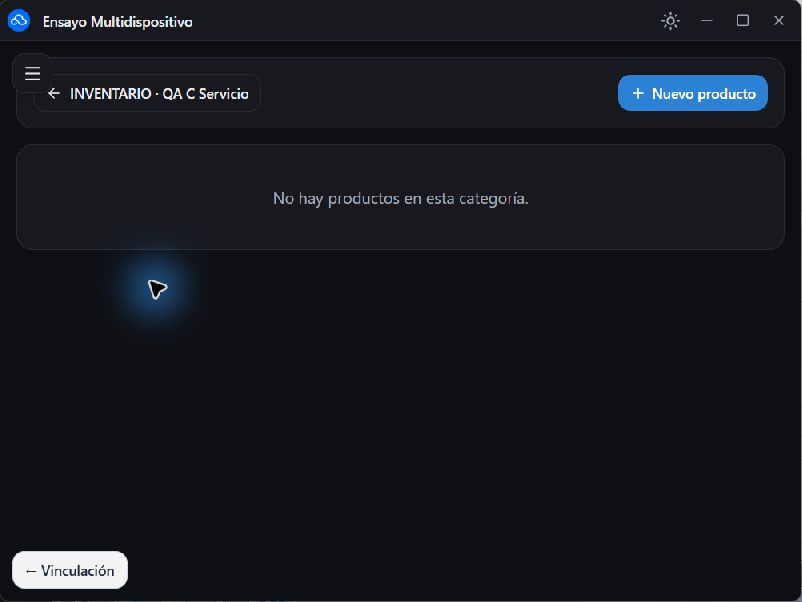 Ensayo Multidispositivo
← INVENTARIO · QA C Servicio
+ Nuevo producto
No hay productos en esta categoría.
← Vinculación